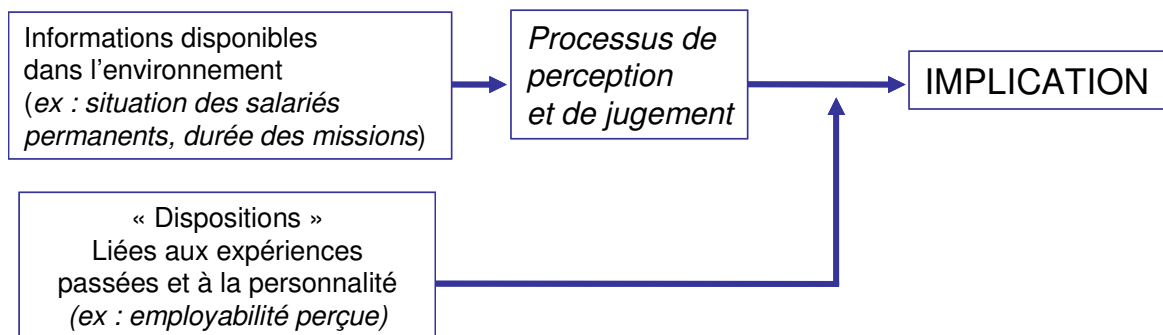 Informations disponibles
dans l’environnement
(ex : situation des salariés
permanents, durée des missions)
Processus de
perception
et de jugement
IMPLICATION
« Dispositions »
Liées aux expériences
passées et à la personnalité
(ex : employabilité perçue)